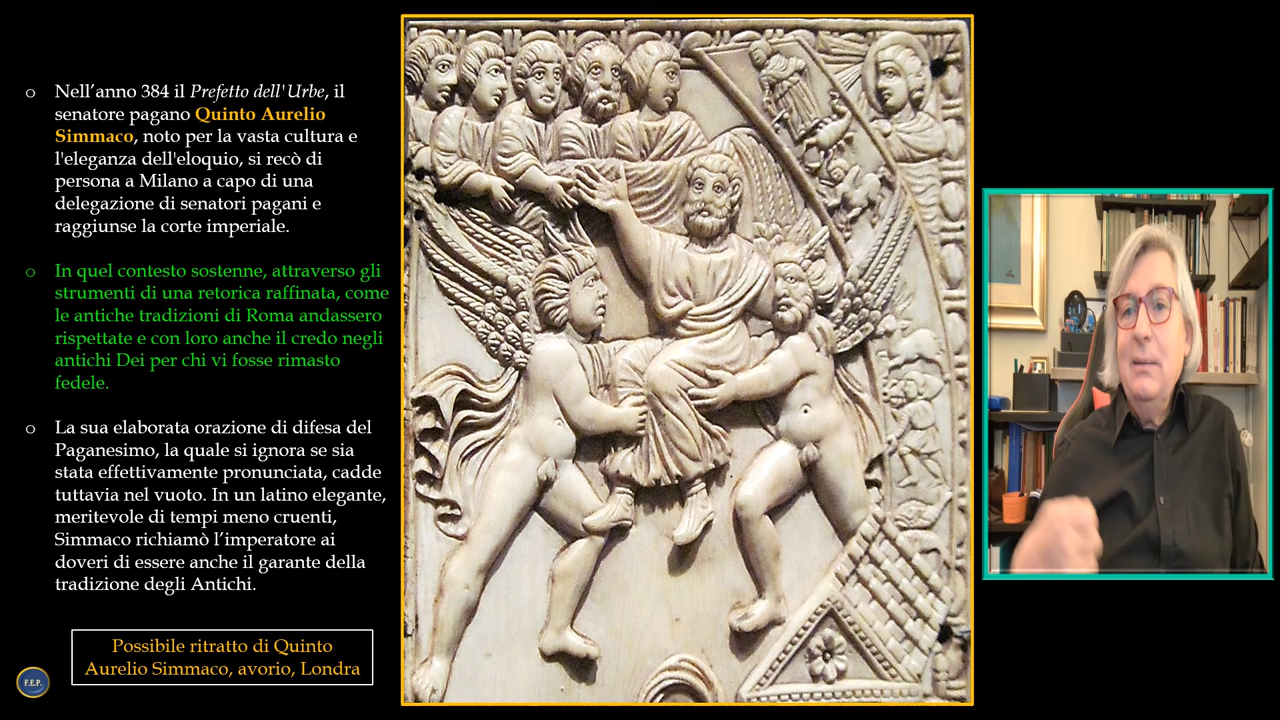 o Nell’anno 384 il Prefetto dell'Urbe, il
senatore pagano Quinto Aurelio
Simmaco, noto per la vasta cultura e
l'eleganza dell'eloquio, si recò di
persona a Milano a capo di una
delegazione di senatori pagani e
raggiunse la corte imperiale.
o In quel contesto sostenne, attraverso gli
strumenti di una retorica raffinata, come
le antiche tradizioni di Roma andassero
rispettate e con loro anche il credo negli
antichi Dei per chi vi fosse rimasto
fedele.
o La sua elaborata orazione di difesa del
Paganesimo, la quale si ignora se sia
stata effettivamente pronunciata, cadde
tuttavia nel vuoto. In un latino elegante,
meritevole di tempi meno cruenti,
Simmaco richiamò l’imperatore ai
doveri di essere anche il garante della
tradizione degli Antichi.
Possibile ritratto di Quinto
Aurelio Simmaco, avorio, Londra
F.E.P.